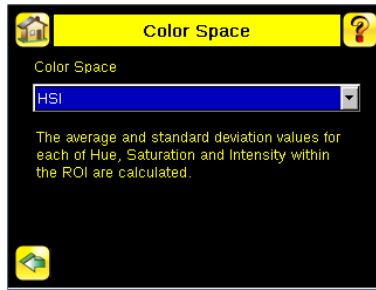 Color Space
Color Space
HSI
The average and standard deviation values for
each of Hue, Saturation and Intensity within
the ROI are calculated.